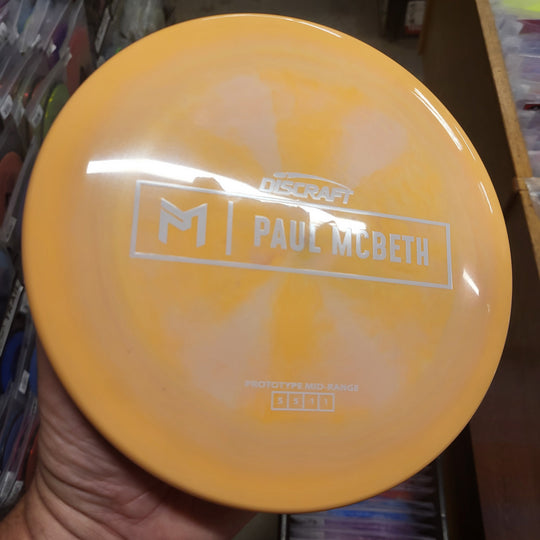 DISCRAFT
M PAUL MCBETH
PROTOTYPE MID-RANGE
5 5 1 1